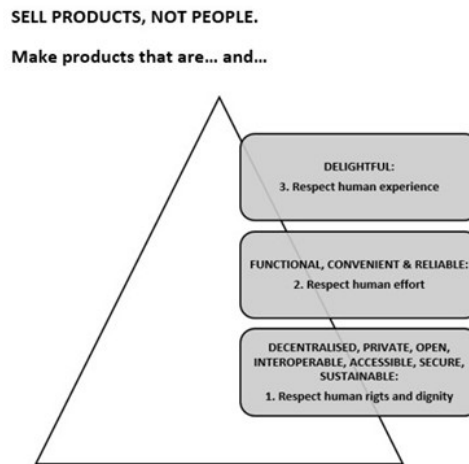 SELL PRODUCTS, NOT PEOPLE.
Make products that are... and...
DELIGHTFUL:
3. Respect human experience
FUNCTIONAL, CONVENIENT & RELIABLE:
2. Respect human effort
DECENTRALISED, PRIVATE, OPEN,
INTEROPERABLE, ACCESSIBLE, SECURE,
SUSTAINABLE:
1. Respect human rigts and dignity